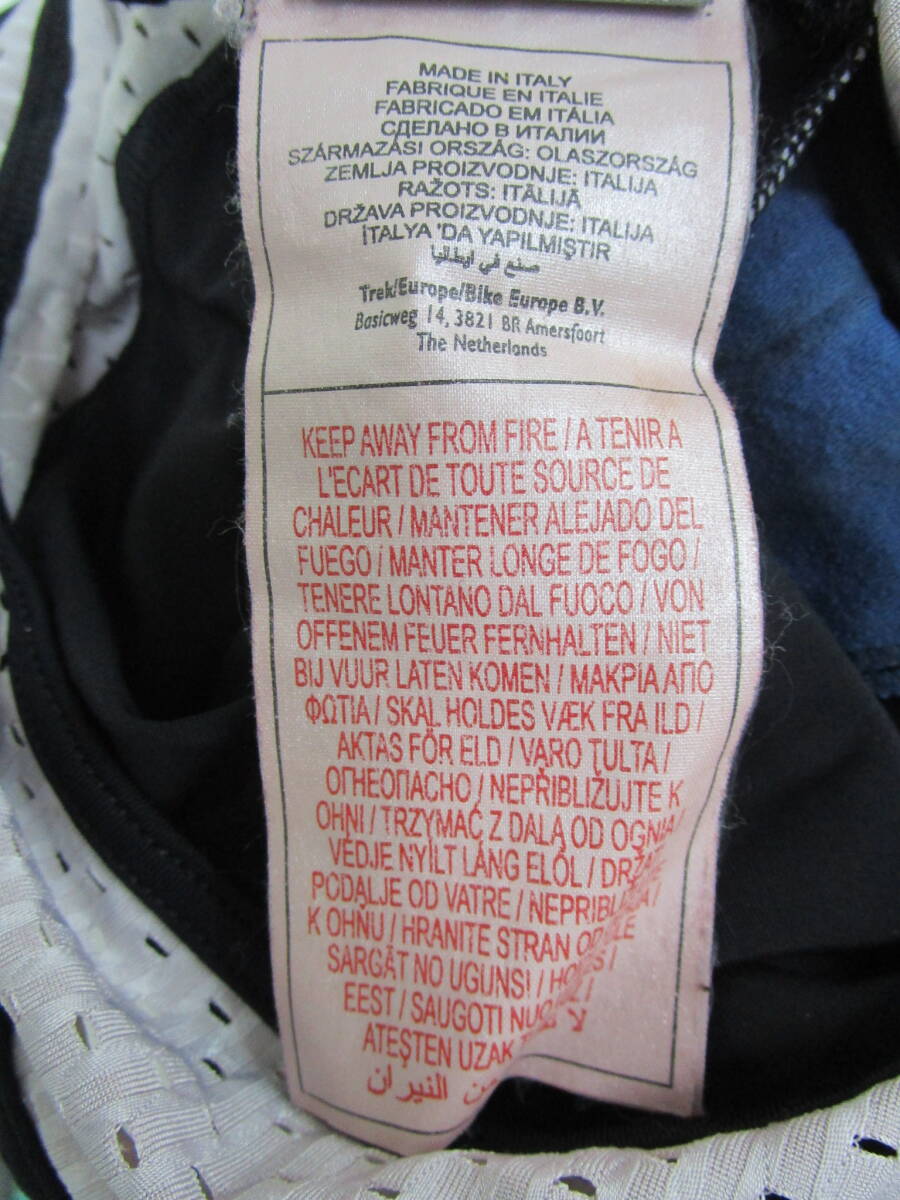 MADE IN ITALY
FABRIQUE EN ITALIE
FABRICADO EM ITÁLIA
СДЕЛАНО В ИТАЛИИ
SZÁRMAZÁSI ORSZÁG: OLASZORSZÁG
ZEMLJA PROIZVODNJE: ITALIJA
RAŽOTS: ITĀLIJĀ
DRŽAVA PROIZVODNJE: ITALIJA
İTALYA 'DA YAPILMIŞTIR
صنع في ايطاليا
Trek/Europe/Bike Europe B.V.
Basicweg 14, 3821 BR Amersfoort
The Netherlands
KEEP AWAY FROM FIRE / A TENIR A
L'ECART DE TOUTE SOURCE DE
CHALEUR / MANTENER ALEJADO DEL
FUEGO / MANTER LONGE DE FOGO /
TENERE LONTANO DAL FUOCO / VON
OFFENEM FEUER FERNHALTEN / NIET
BIJ VUUR LATEN KOMEN / ΜΑΚΡΙΑ ΑΠΟ
ΦΩΤΙΑ / SKAL HOLDES VÆK FRA ILD /
AKTAS FÖR ELD / VARO TULTA /
ОГНЕОПАСНО / NEPŘIBLIŽUJTE K
OHNI / TRZYMAĆ Z DALA OD OGNIA
VÉDJE NYÍLT LÁNG ELŐL /
PODALJE OD VATRE /
K OHŇU / HRANITE STRAN
SARGĀT NO UGUNS! /
EEST / SAUGOTI
ATEŞTEN UZAK
النيران